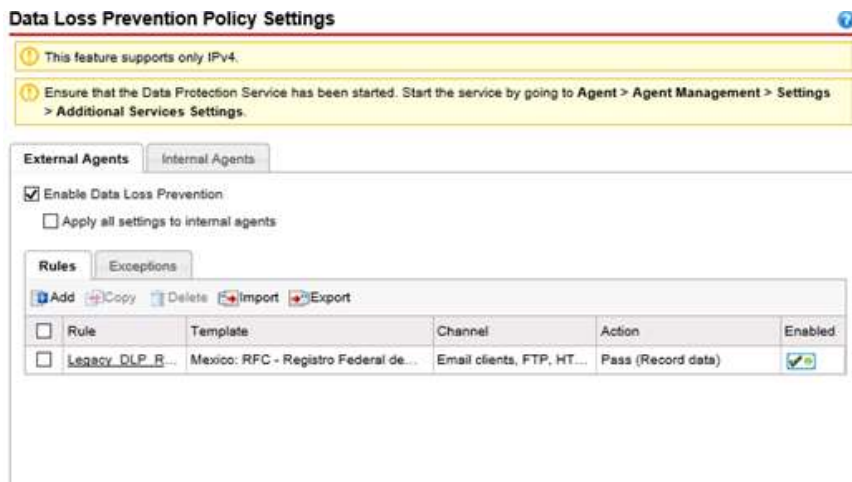 Data Loss Prevention Policy Settings
This feature supports only IPv4.
Ensure that the Data Protection Service has been started. Start the service by going to Agent > Agent Management > Settings
> Additional Services Settings.
External Agents Internal Agents
Enable Data Loss Prevention
Apply all settings to internal agents
Rules Exceptions
Add Copy Delete Import Export
Rule Template Channel Action Enabled
Legacy_DLP_R... Mexico: RFC - Registro Federal de... Email clients, FTP, HT... Pass (Record data)